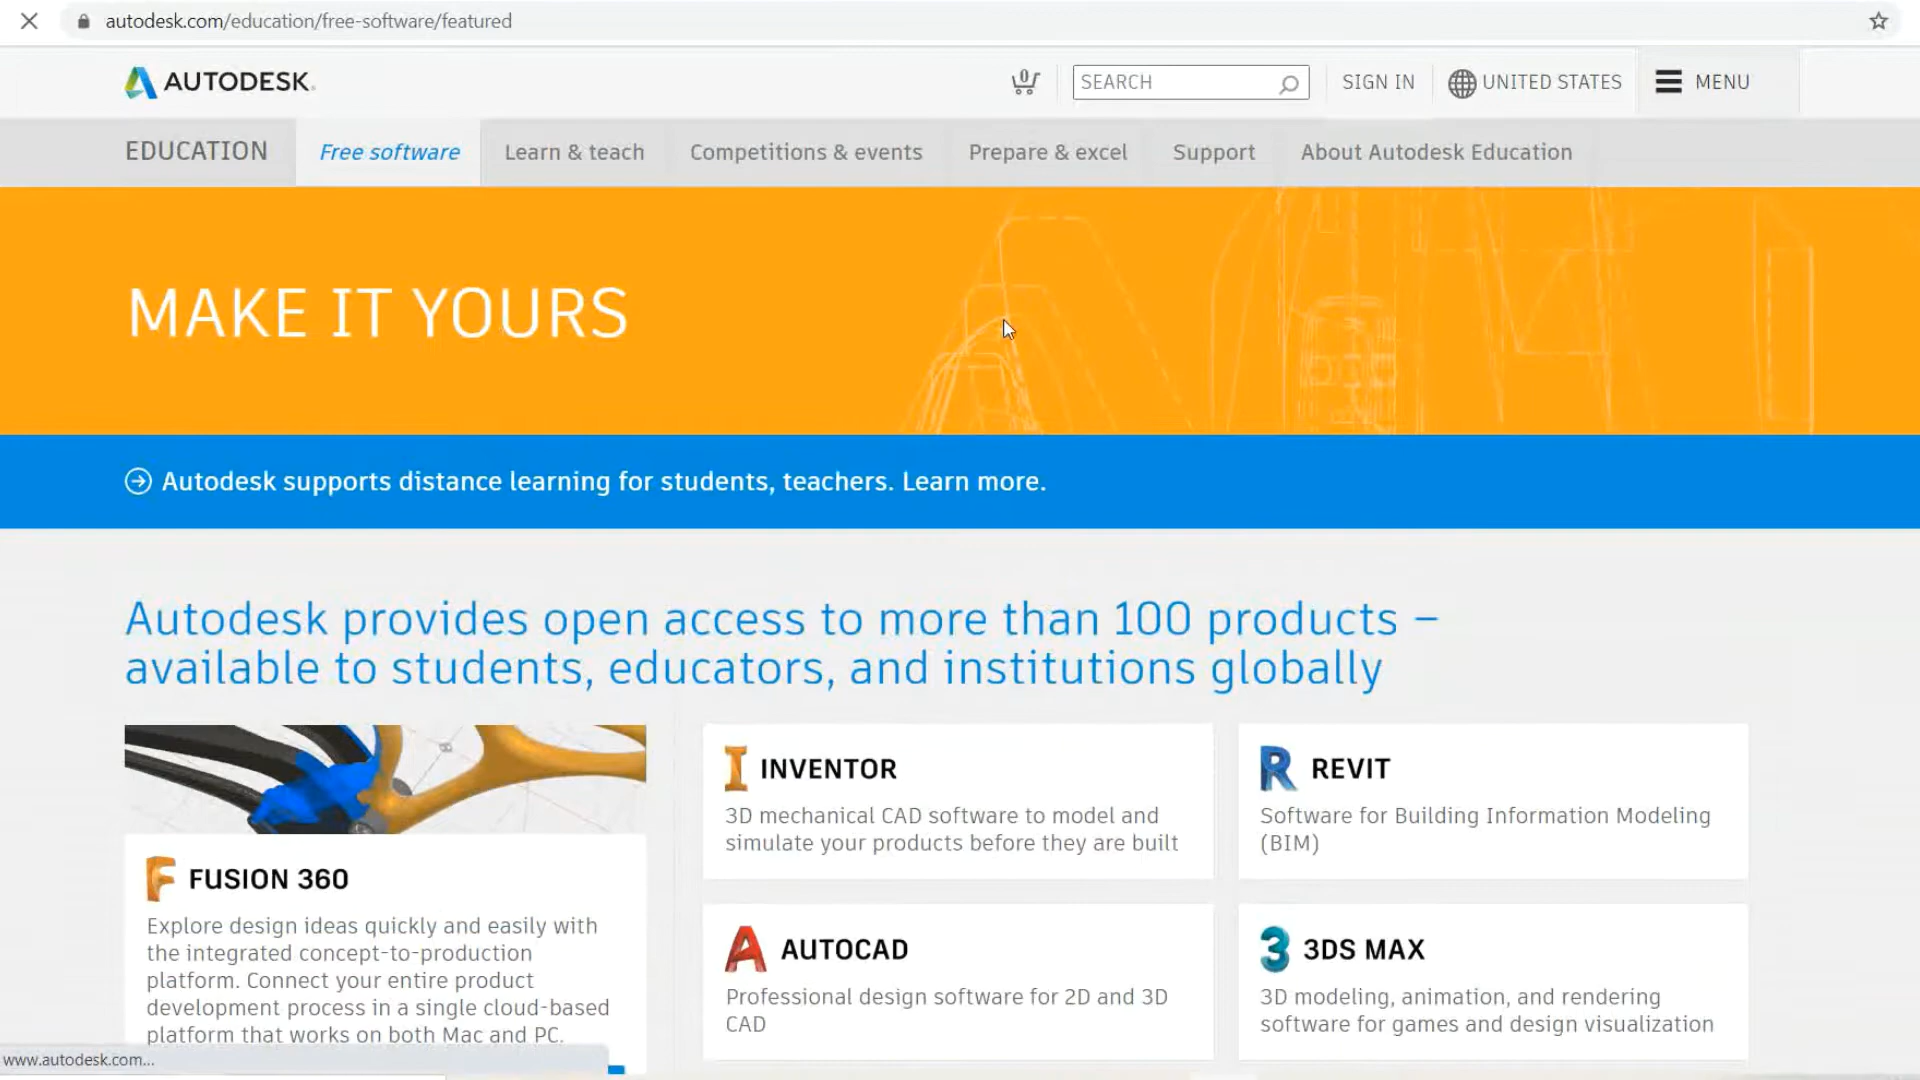 autodesk.com/education/free-software/featured
AUTODESK.
0
SEARCH
SIGN IN
UNITED STATES
MENU
EDUCATION
Free software
Learn & teach
Competitions & events
Prepare & excel
Support
About Autodesk Education
MAKE IT YOURS
Autodesk supports distance learning for students, teachers. Learn more.
Autodesk provides open access to more than 100 products –
available to students, educators, and institutions globally
FUSION 360
Explore design ideas quickly and easily with
the integrated concept-to-production
platform. Connect your entire product
development process in a single cloud-based
platform that works on both Mac and PC.
I INVENTOR
3D mechanical CAD software to model and
simulate your products before they are built
R REVIT
Software for Building Information Modeling
(BIM)
A AUTOCAD
Professional design software for 2D and 3D
CAD
3 3DS MAX
3D modeling, animation, and rendering
software for games and design visualization
www.autodesk.com...